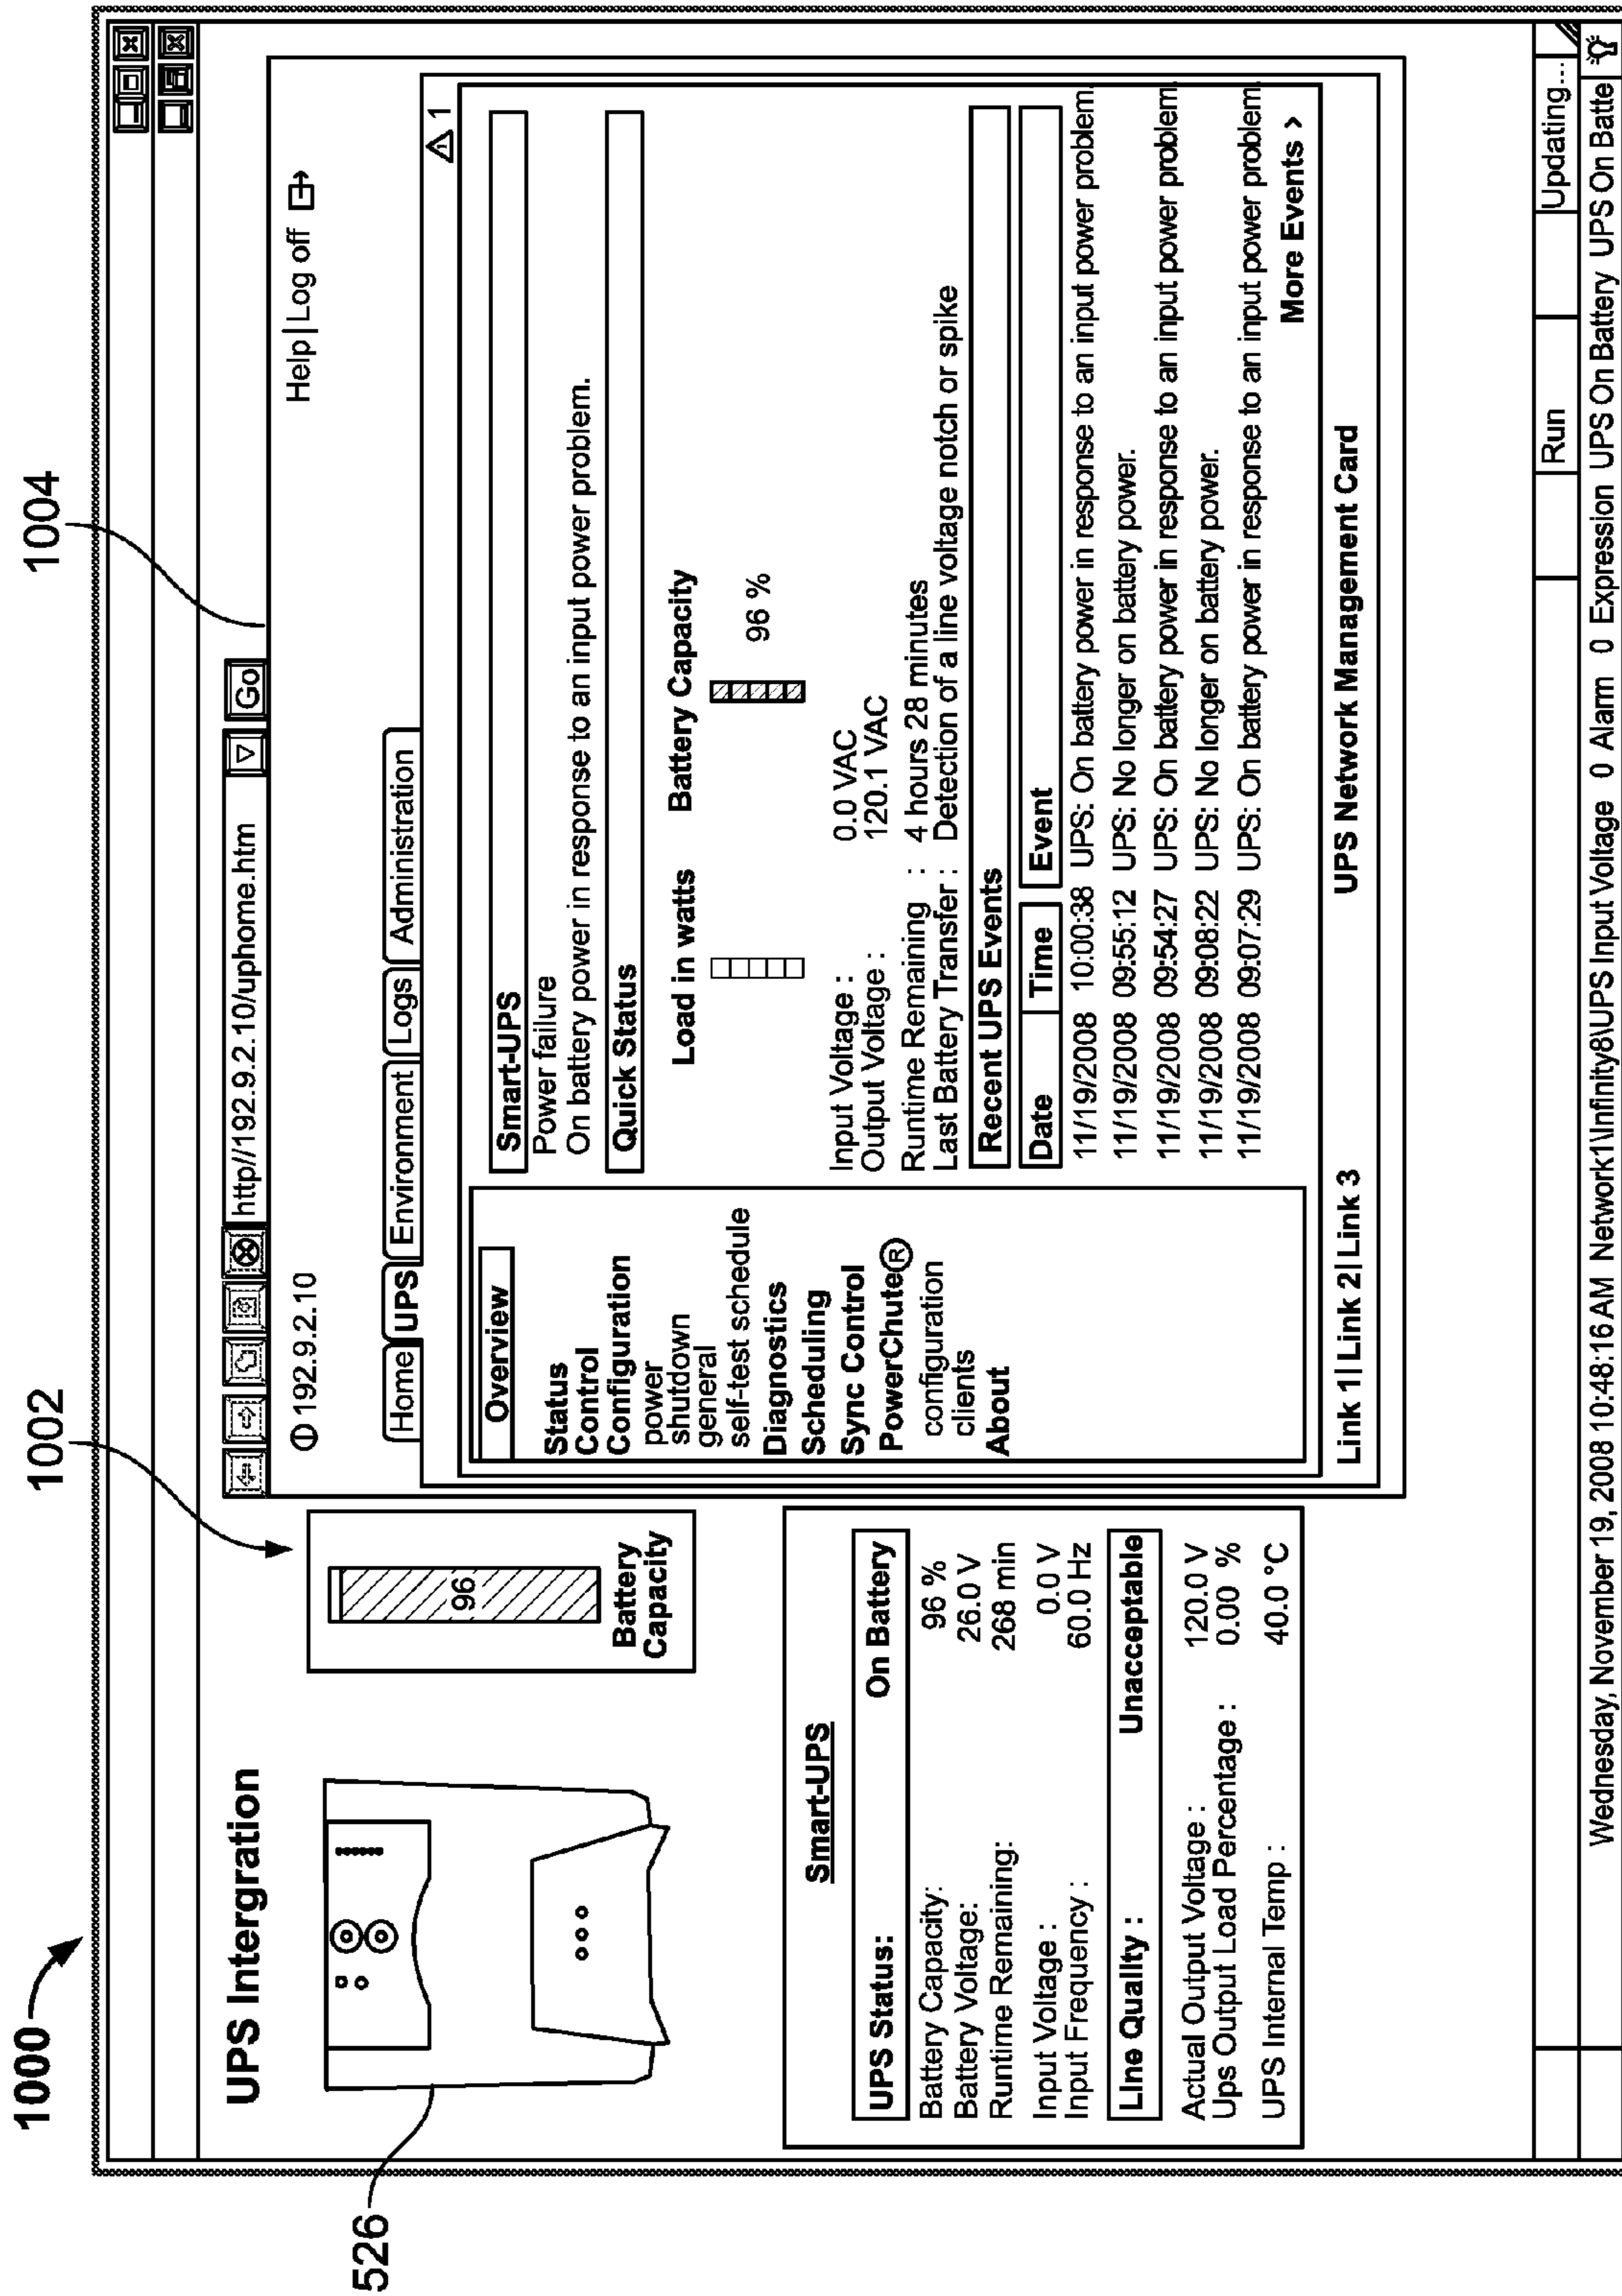 1000
1002
1004
526
UPS Intergration
96
Battery
Capacity
Smart-UPS
UPS Status: On Battery
Battery Capacity: 96 %
Battery Voltage: 26.0 V
Runtime Remaining: 268 min
Input Voltage : 0.0 V
Input Frequency : 60.0 Hz
LIne Quality : Unacceptable
Actual Output Voltage : 120.0 V
Ups Output Load Percentage : 0.00 %
UPS Internal Temp : 40.0 °C
http//192.9.2.10/uphome.htm Go
192.9.2.10
Help | Log off
Home UPS Environment Logs Administration
1
Overview
Status
Control
Configuration
power
shutdown
general
self-test schedule
Diagnostics
Scheduling
Sync Control
PowerChute®
configuration
clients
About
Smart-UPS
Power failure
On battery power in response to an input power problem.
Quick Status
Load in watts Battery Capacity
96 %
Input Voltage : 0.0 VAC
Output Voltage : 120.1 VAC
Runtime Remaining : 4 hours 28 minutes
Last Battery Transfer : Detection of a line voltage notch or spike
Recent UPS Events
Date Time Event
11/19/2008 10:00:38 UPS: On battery power in response to an input power problem.
11/19/2008 09:55:12 UPS: No longer on battery power.
11/19/2008 09:54:27 UPS: On battery power in response to an input power problem.
11/19/2008 09:08:22 UPS: No longer on battery power.
11/19/2008 09:07:29 UPS: On battery power in response to an input power problem.
More Events >
Link 1| Link 2| Link 3 UPS Network Management Card
Run Updating...
Wednesday, November 19, 2008 10:48:16 AM Network1\Infinity8\UPS Input Voltage 0 Alarm 0 Expression UPS On Battery UPS On Batte